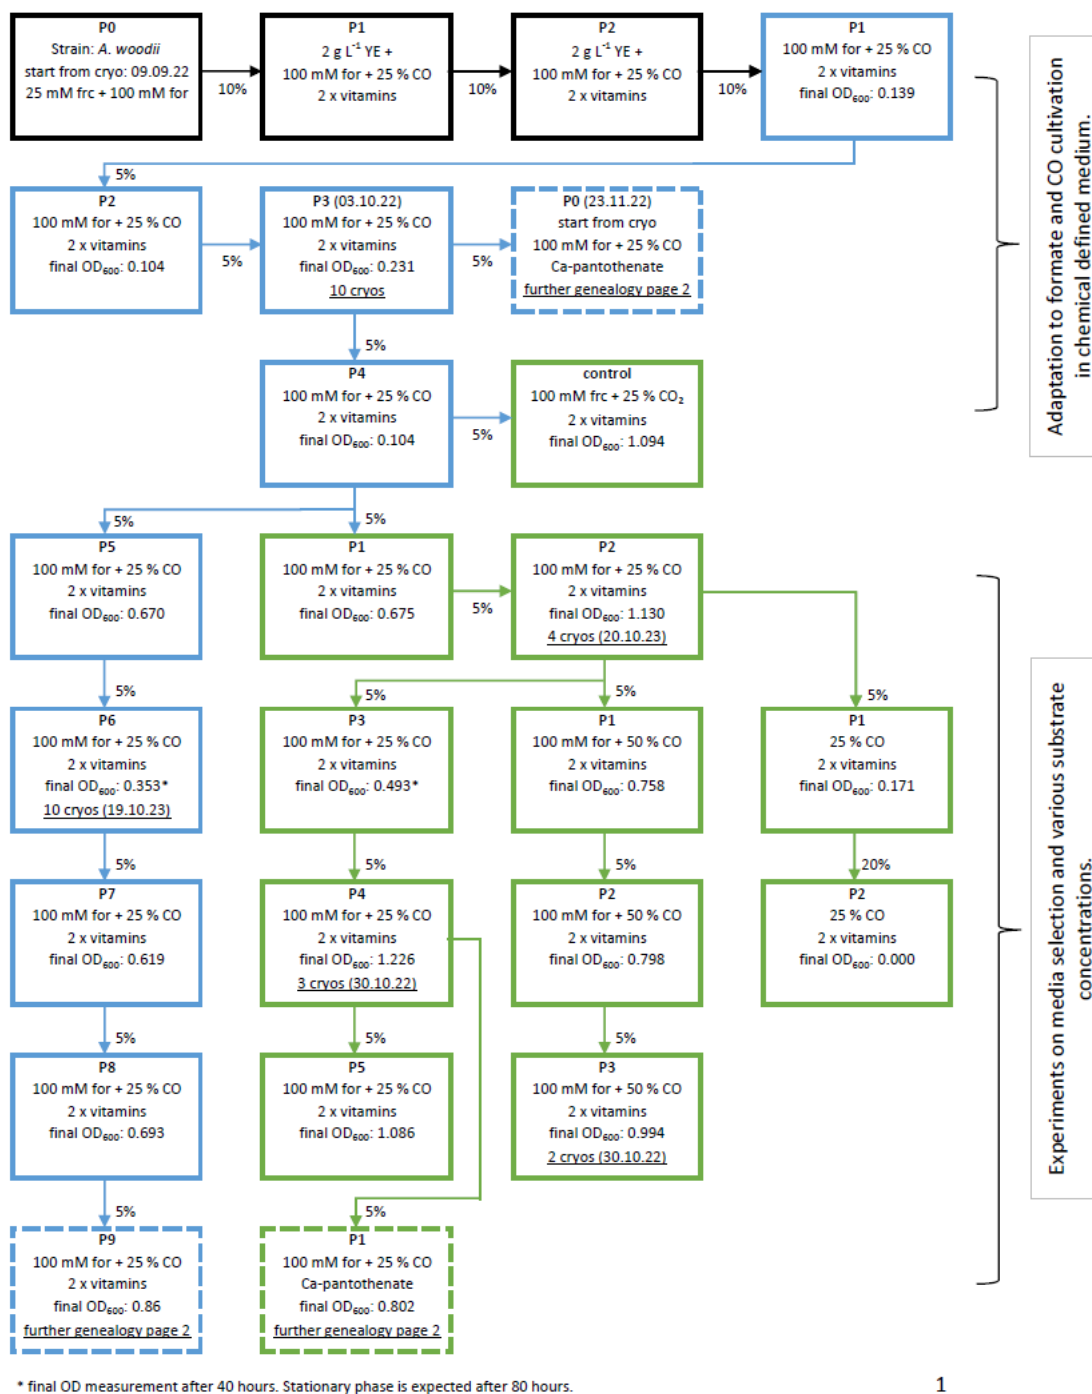 P0
Strain: A. woodii
start from cryo: 09.09.22
25 mM frc + 100 mM for
10%
P1
2 g L⁻¹ YE +
100 mM for + 25 % CO
2 x vitamins
10%
P2
2 g L⁻¹ YE +
100 mM for + 25 % CO
2 x vitamins
10%
P1
100 mM for + 25 % CO
2 x vitamins
final OD₆₀₀: 0.139
5%
P2
100 mM for + 25 % CO
2 x vitamins
final OD₆₀₀: 0.104
5%
P3 (03.10.22)
100 mM for + 25 % CO
2 x vitamins
final OD₆₀₀: 0.231
10 cryos
5%
P0 (23.11.22)
start from cryo
100 mM for + 25 % CO
Ca-pantothenate
further genealogy page 2
5%
P4
100 mM for + 25 % CO
2 x vitamins
final OD₆₀₀: 0.104
5%
control
100 mM frc + 25 % CO₂
2 x vitamins
final OD₆₀₀: 1.094
Adaptation to formate and CO cultivation
in chemical defined medium.
5%
5%
P5
100 mM for + 25 % CO
2 x vitamins
final OD₆₀₀: 0.670
P1
100 mM for + 25 % CO
2 x vitamins
final OD₆₀₀: 0.675
5%
P2
100 mM for + 25 % CO
2 x vitamins
final OD₆₀₀: 1.130
4 cryos (20.10.23)
5%
5%
5%
5%
P6
100 mM for + 25 % CO
2 x vitamins
final OD₆₀₀: 0.353*
10 cryos (19.10.23)
P3
100 mM for + 25 % CO
2 x vitamins
final OD₆₀₀: 0.493*
P1
100 mM for + 50 % CO
2 x vitamins
final OD₆₀₀: 0.758
P1
25 % CO
2 x vitamins
final OD₆₀₀: 0.171
5%
5%
5%
20%
P7
100 mM for + 25 % CO
2 x vitamins
final OD₆₀₀: 0.619
P4
100 mM for + 25 % CO
2 x vitamins
final OD₆₀₀: 1.226
3 cryos (30.10.22)
P2
100 mM for + 50 % CO
2 x vitamins
final OD₆₀₀: 0.798
P2
25 % CO
2 x vitamins
final OD₆₀₀: 0.000
5%
5%
5%
P8
100 mM for + 25 % CO
2 x vitamins
final OD₆₀₀: 0.693
P5
100 mM for + 25 % CO
2 x vitamins
final OD₆₀₀: 1.086
P3
100 mM for + 50 % CO
2 x vitamins
final OD₆₀₀: 0.994
2 cryos (30.10.22)
5%
5%
P9
100 mM for + 25 % CO
2 x vitamins
final OD₆₀₀: 0.86
further genealogy page 2
P1
100 mM for + 25 % CO
Ca-pantothenate
final OD₆₀₀: 0.802
further genealogy page 2
Experiments on media selection and various substrate
concentrations.
* final OD measurement after 40 hours. Stationary phase is expected after 80 hours.
1